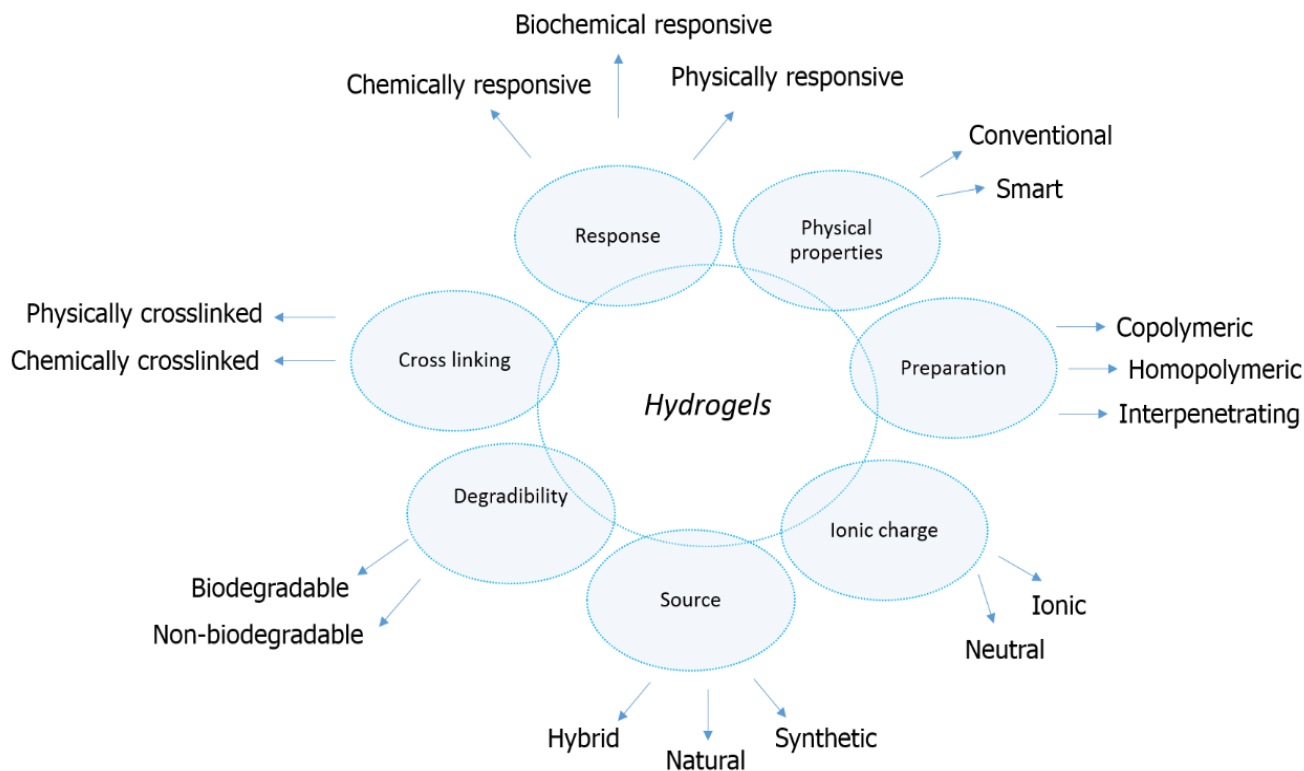 Biochemical responsive
Chemically responsive
Physically responsive
Conventional
Smart
Response
Physical
properties
Physically crosslinked
Chemically crosslinked
Cross linking
Hydrogels
Preparation
Copolymeric
Homopolymeric
Interpenetrating
Degradibility
Ionic charge
Biodegradable
Non-biodegradable
Source
Ionic
Neutral
Hybrid
Natural
Synthetic